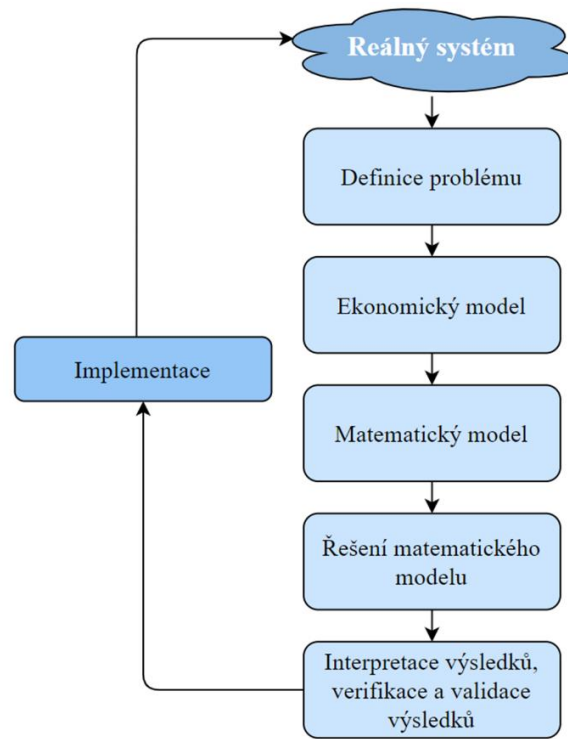 Reálný systém
Definice problému
Ekonomický model
Implementace
Matematický model
Řešení matematického
modelu
Interpretace výsledků,
verifikace a validace
výsledků